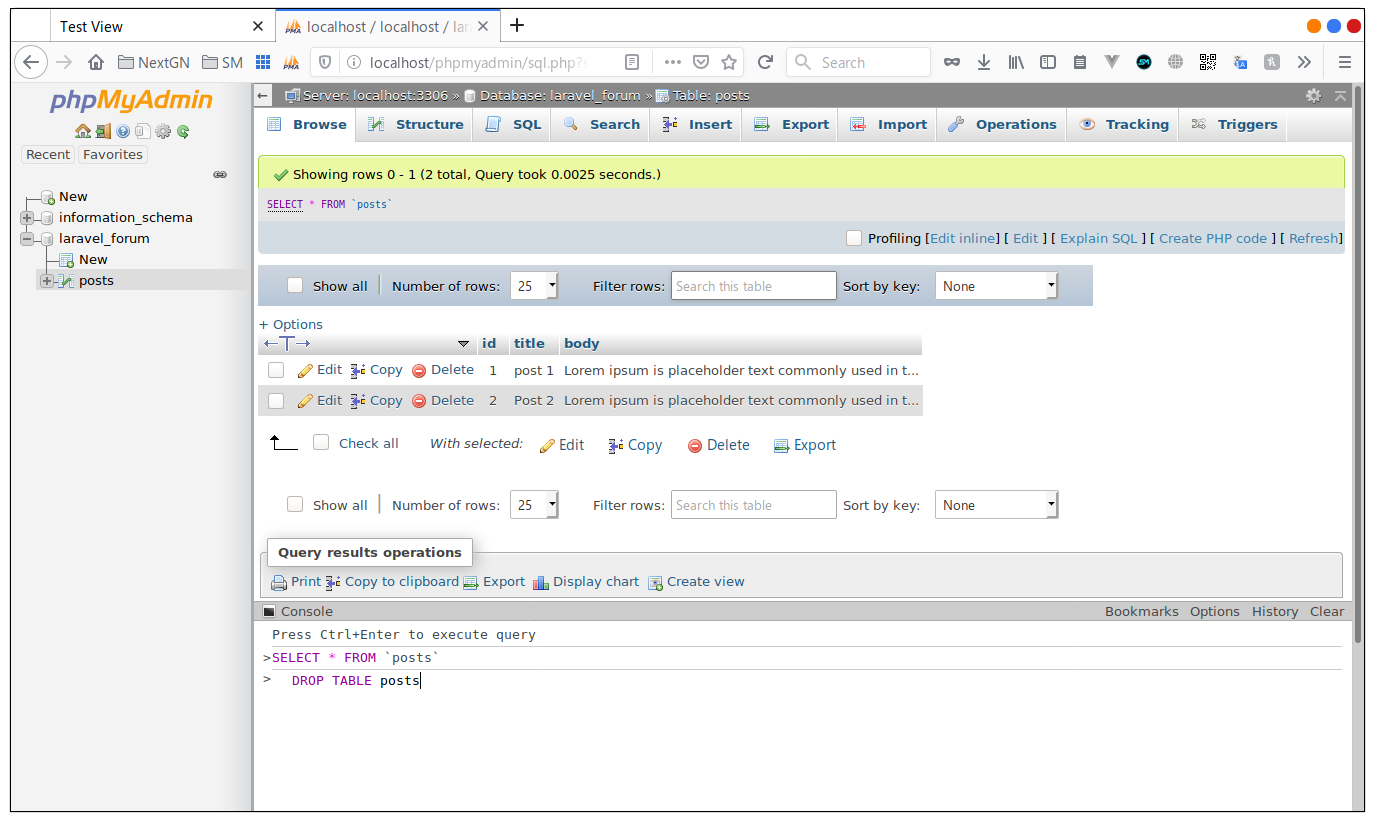 Test View
localhost / localhost / lar
NextGN SM localhost/phpmyadmin/sql.php? Search
phpMyAdmin
Recent Favorites
New
information_schema
laravel_forum
New
posts
Server: localhost:3306 » Database: laravel_forum » Table: posts
Browse Structure SQL Search Insert Export Import Operations Tracking Triggers
Showing rows 0 - 1 (2 total, Query took 0.0025 seconds.)
SELECT * FROM `posts`
Profiling [Edit inline] [ Edit ] [ Explain SQL ] [ Create PHP code ] [ Refresh]
Show all | Number of rows: 25 Filter rows: Search this table Sort by key: None
+ Options
←T→ id title body
Edit Copy Delete 1 post 1 Lorem ipsum is placeholder text commonly used in t...
Edit Copy Delete 2 Post 2 Lorem ipsum is placeholder text commonly used in t...
Check all With selected: Edit Copy Delete Export
Show all | Number of rows: 25 Filter rows: Search this table Sort by key: None
Query results operations
Print Copy to clipboard Export Display chart Create view
Console Bookmarks Options History Clear
Press Ctrl+Enter to execute query
>SELECT * FROM `posts`
> DROP TABLE posts